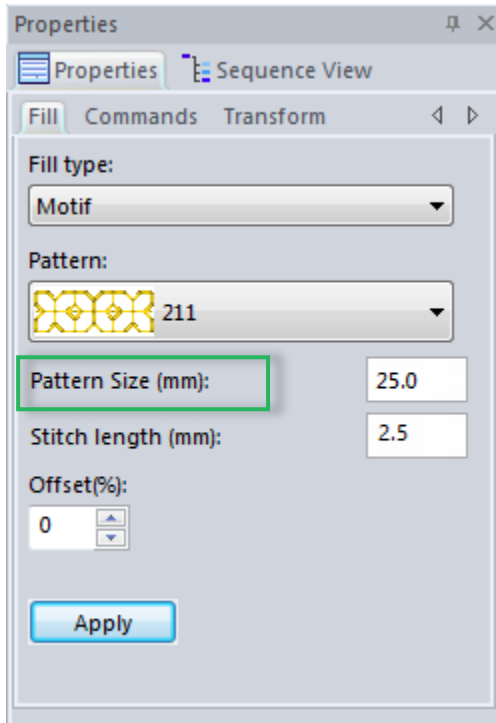 Properties
Properties Sequence View
Fill Commands Transform
Fill type:
Motif
Pattern:
211
Pattern Size (mm): 25.0
Stitch length (mm): 2.5
Offset(%):
0
Apply